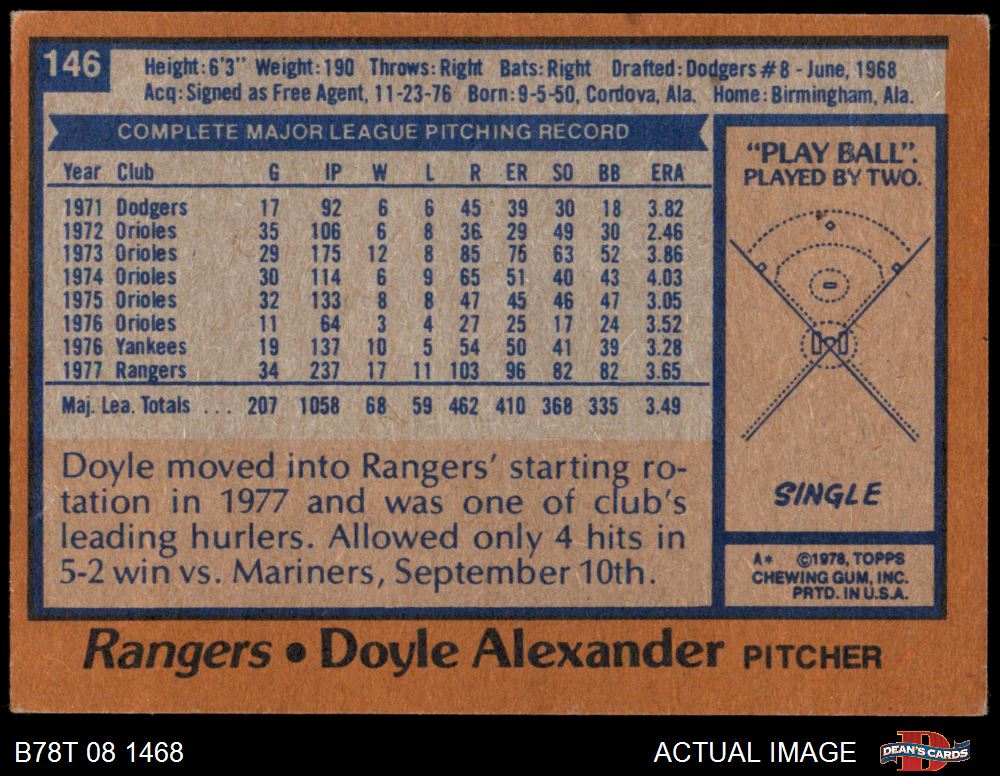 146
Height: 6'3" Weight: 190 Throws: Right Bats: Right Drafted: Dodgers #8 - June, 1968
Acq: Signed as Free Agent, 11-23-76 Born: 9-5-50, Cordova, Ala. Home: Birmingham, Ala.
COMPLETE MAJOR LEAGUE PITCHING RECORD
Year Club G IP W L R ER SO BB ERA
1971 Dodgers 17 92 6 6 45 39 30 18 3.82
1972 Orioles 35 106 6 8 36 29 49 30 2.46
1973 Orioles 29 175 12 8 85 75 63 52 3.86
1974 Orioles 30 114 6 9 65 51 40 43 4.03
1975 Orioles 32 133 8 8 47 45 46 47 3.05
1976 Orioles 11 64 3 4 27 25 17 24 3.52
1976 Yankees 19 137 10 5 54 50 41 39 3.28
1977 Rangers 34 237 17 11 103 96 82 82 3.65
Maj. Lea. Totals ... 207 1058 68 59 462 410 368 335 3.49
Doyle moved into Rangers' starting ro-
tation in 1977 and was one of club's
leading hurlers. Allowed only 4 hits in
5-2 win vs. Mariners, September 10th.
"PLAY BALL".
PLAYED BY TWO.
SINGLE
A* ©1978, TOPPS
CHEWING GUM, INC.
PRTD. IN U.S.A.
Rangers • Doyle Alexander PITCHER
B78T 08 1468
ACTUAL IMAGE
D
DEAN'S CARDS